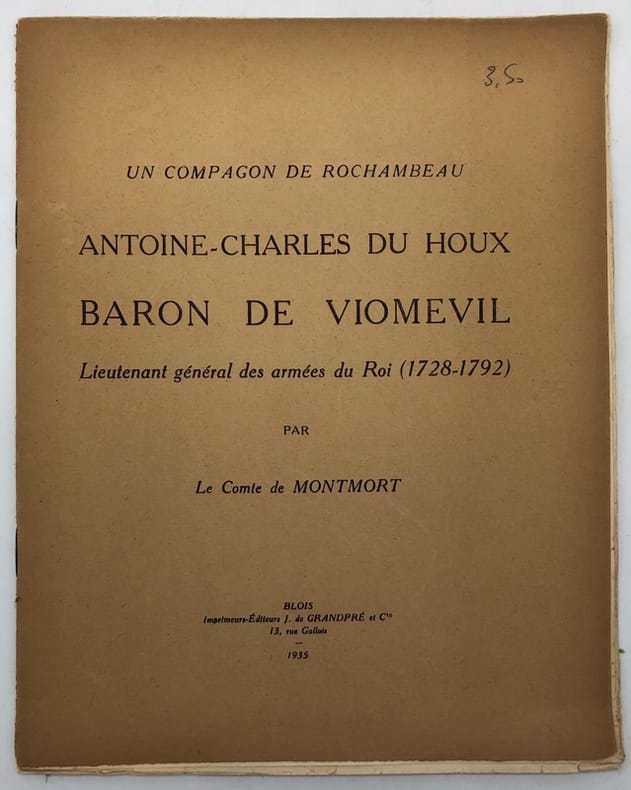 3,50
UN COMPAGON DE ROCHAMBEAU
ANTOINE-CHARLES DU HOUX
BARON DE VIOMEVIL
Lieutenant général des armées du Roi (1728-1792)
PAR
Le Comte de MONTMORT
BLOIS
Imprimeurs-Éditeurs J. de GRANDPRÉ et Cie
13, rue Gallois
1935